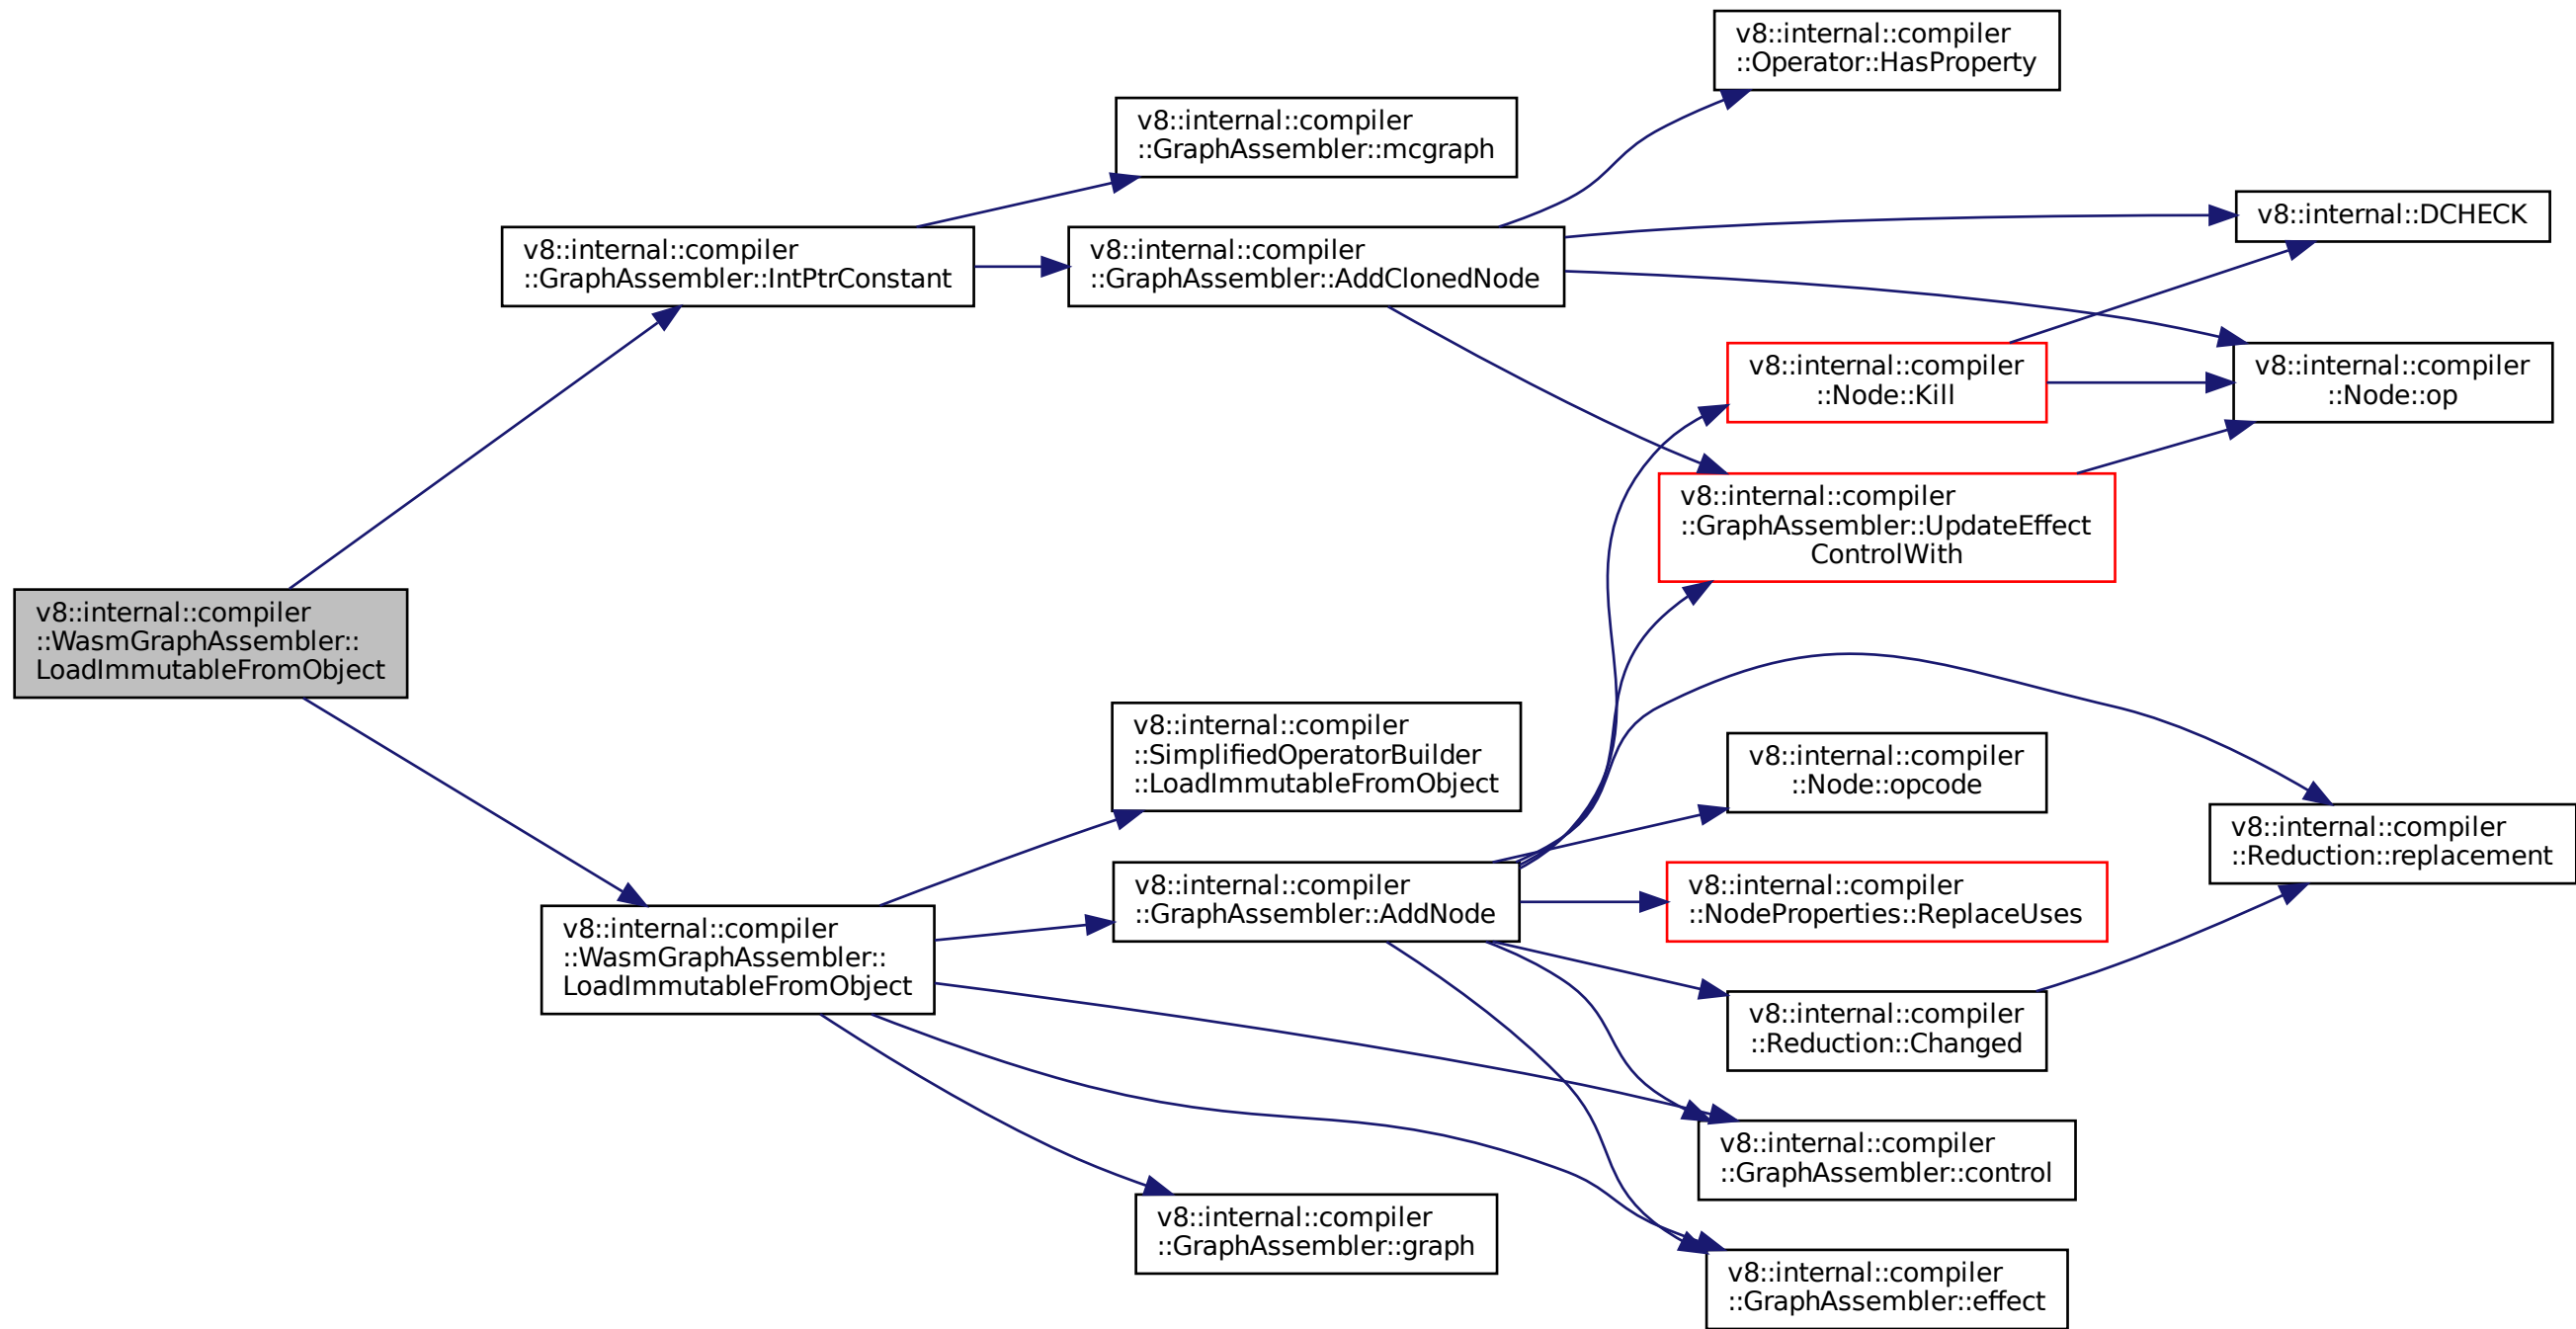 v8::internal::compiler
::Operator::HasProperty
v8::internal::compiler
::GraphAssembler::mcgraph
v8::internal::DCHECK
v8::internal::compiler
::GraphAssembler::IntPtrConstant
v8::internal::compiler
::GraphAssembler::AddClonedNode
v8::internal::compiler
::Node::Kill
v8::internal::compiler
::Node::op
v8::internal::compiler
::GraphAssembler::UpdateEffect
ControlWith
v8::internal::compiler
::WasmGraphAssembler::
LoadImmutableFromObject
v8::internal::compiler
::SimplifiedOperatorBuilder
::LoadImmutableFromObject
v8::internal::compiler
::Node::opcode
v8::internal::compiler
::Reduction::replacement
v8::internal::compiler
::GraphAssembler::AddNode
v8::internal::compiler
::NodeProperties::ReplaceUses
v8::internal::compiler
::WasmGraphAssembler::
LoadImmutableFromObject
v8::internal::compiler
::Reduction::Changed
v8::internal::compiler
::GraphAssembler::control
v8::internal::compiler
::GraphAssembler::graph
v8::internal::compiler
::GraphAssembler::effect